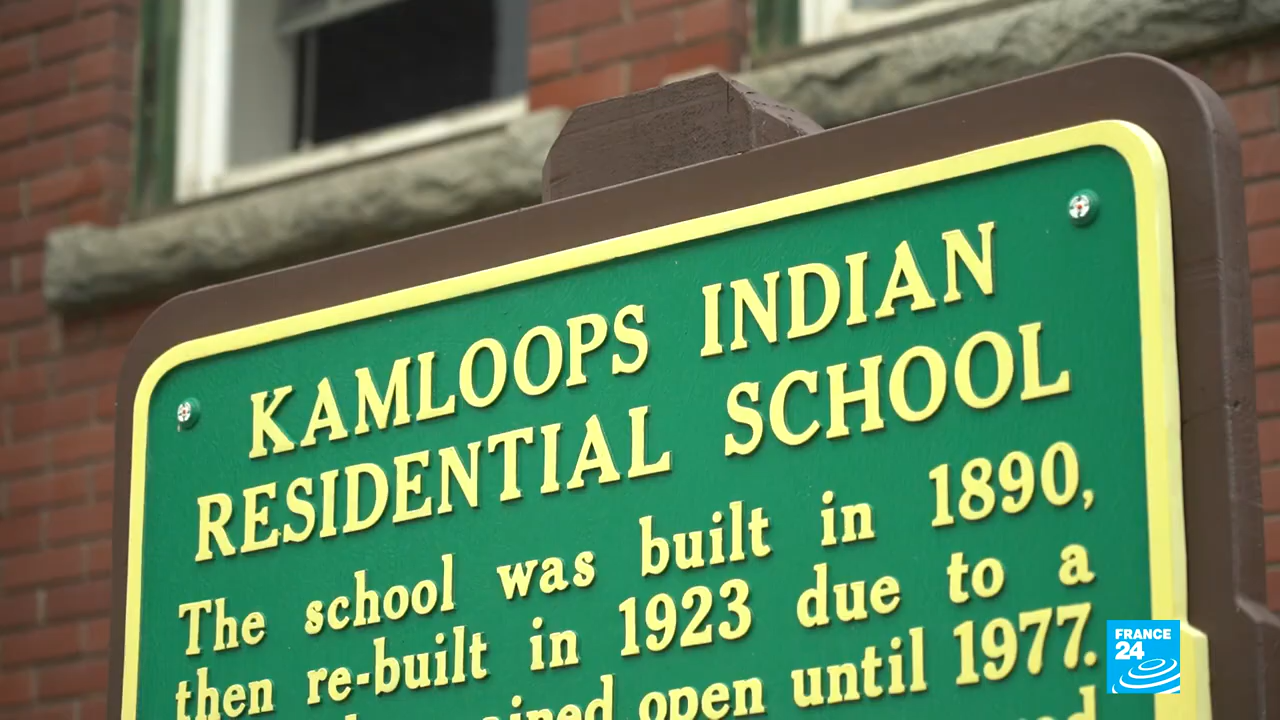 KAMLOOPS INDIAN
RESIDENTIAL SCHOOL
The school was built in 1890,
then re-built in 1923 due to a
open until 1977.
FRANCE
24